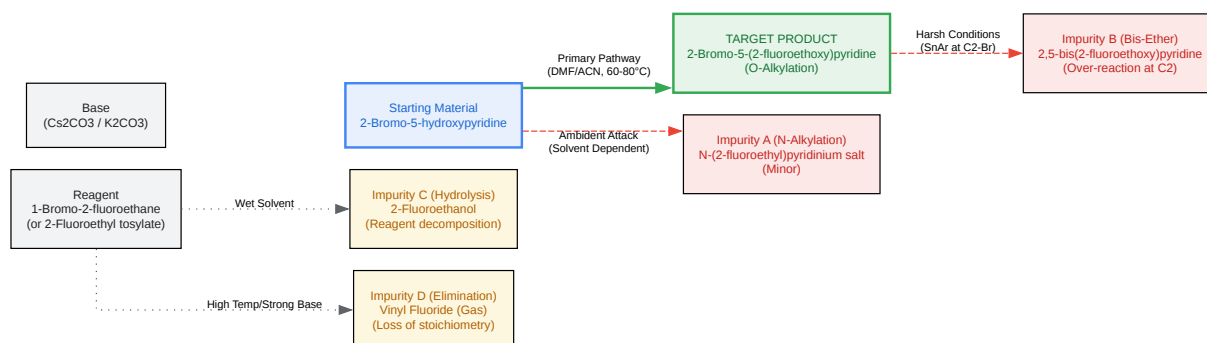 Base
(Cs2CO3 / K2CO3)
Reagent
1-Bromo-2-fluoroethane
(or 2-Fluoroethyl tosylate)
Starting Material
2-Bromo-5-hydroxypyridine
Primary Pathway
(DMF/ACN, 60-80°C)
TARGET PRODUCT
2-Bromo-5-(2-fluoroethoxy)pyridine
(O-Alkylation)
Harsh Conditions
(SnAr at C2-Br)
Impurity B (Bis-Ether)
2,5-bis(2-fluoroethoxy)pyridine
(Over-reaction at C2)
Ambident Attack
(Solvent Dependent)
Impurity A (N-Alkylation)
N-(2-fluoroethyl)pyridinium salt
(Minor)
Wet Solvent
Impurity C (Hydrolysis)
2-Fluoroethanol
(Reagent decomposition)
High Temp/Strong Base
Impurity D (Elimination)
Vinyl Fluoride (Gas)
(Loss of stoichiometry)